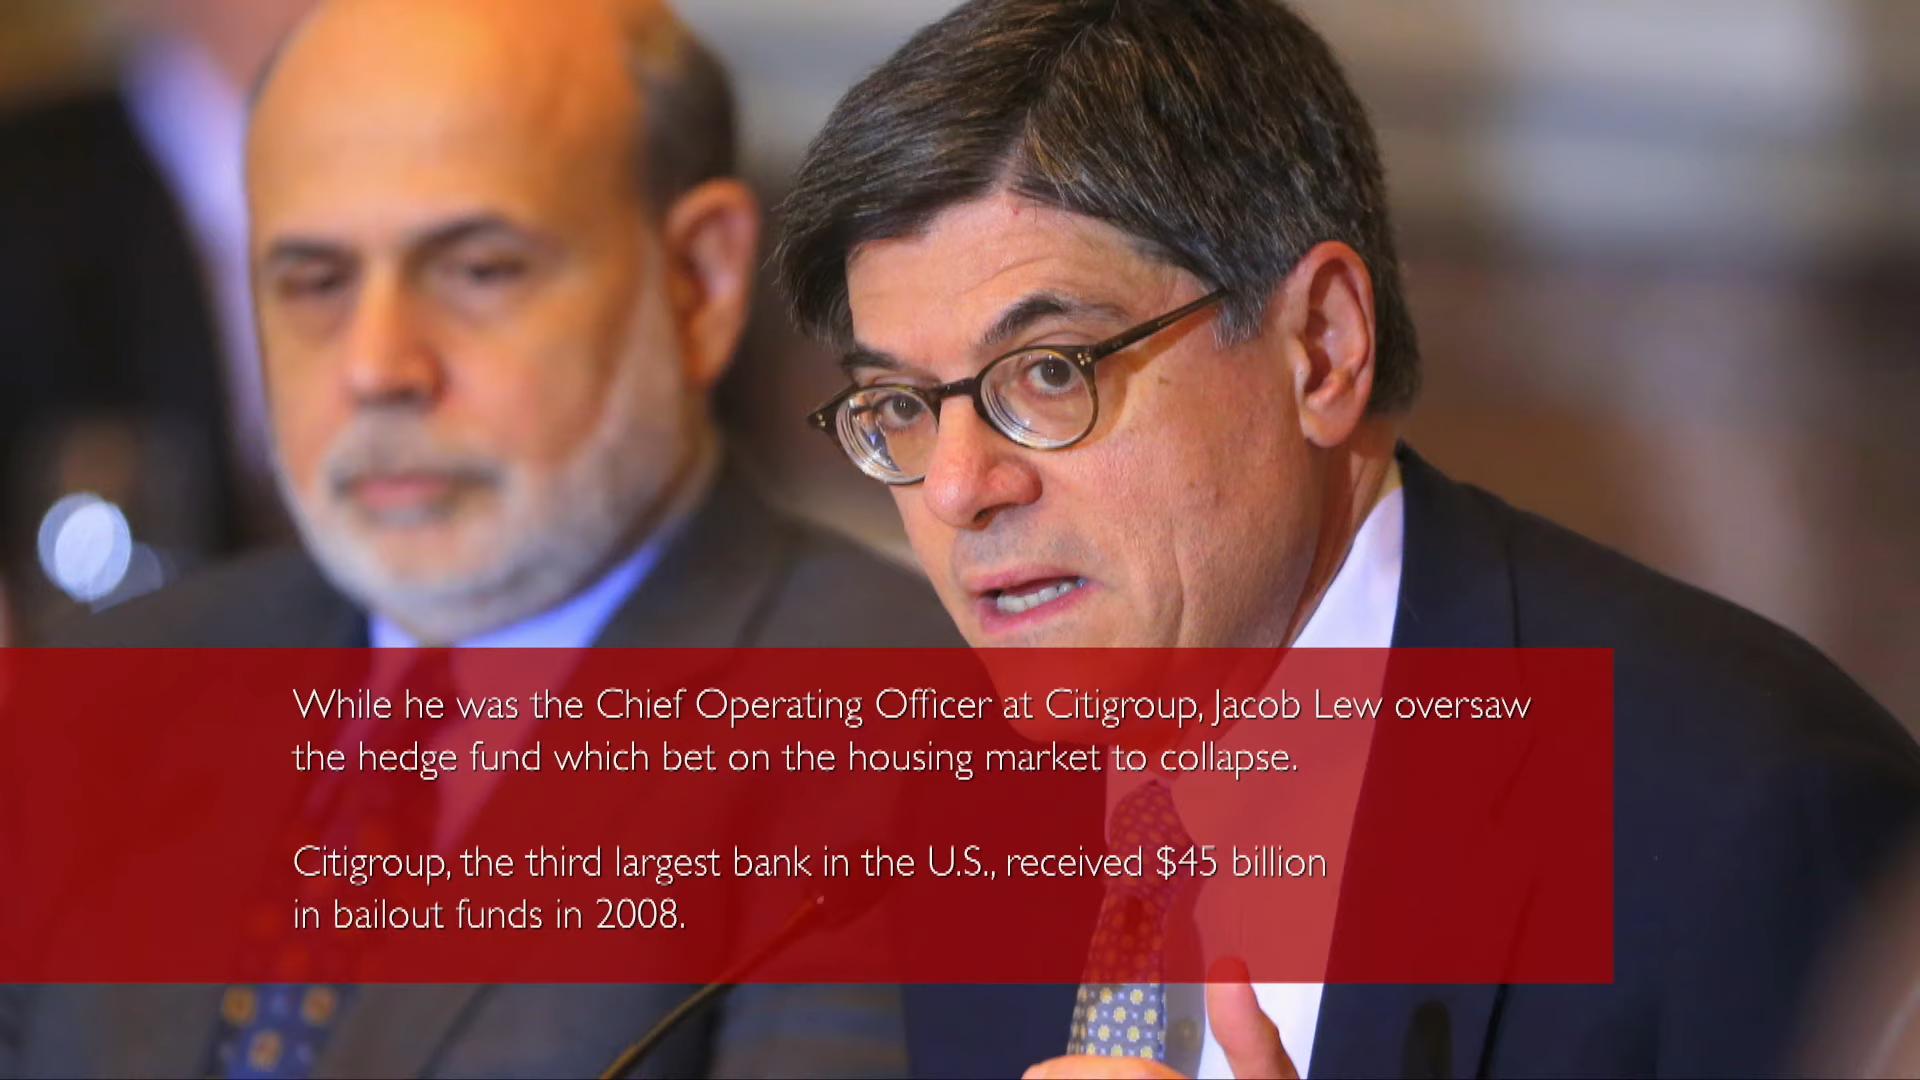 While he was the Chief Operating Officer at Citigroup, Jacob Lew oversaw
the hedge fund which bet on the housing market to collapse.
Citigroup, the third largest bank in the U.S., received $45 billion
in bailout funds in 2008.